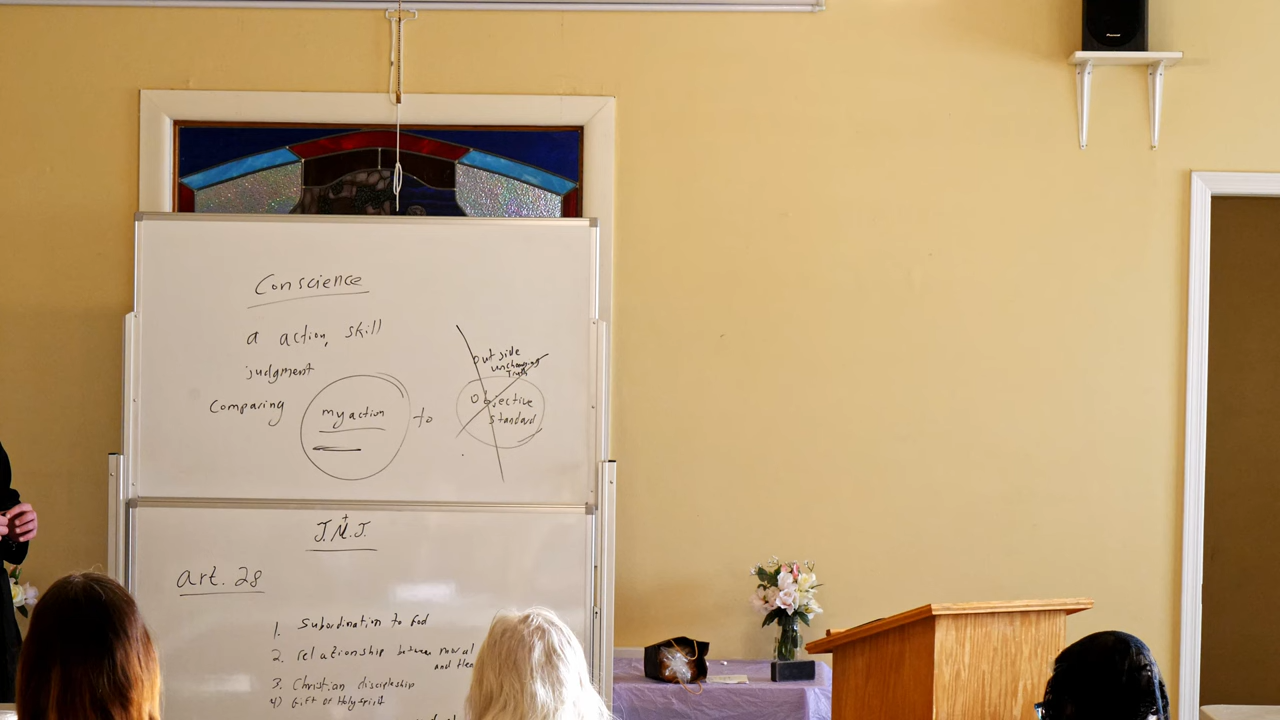 Conscience
a action, skill
judgment
Comparing my action to
outside
unchanging
Truth
Objective
standard
J.M.J.
art. 28
1. Subordination to God
2. relationship between moral
and
3. Christian discipleship
4) Gift of Holy Spirit